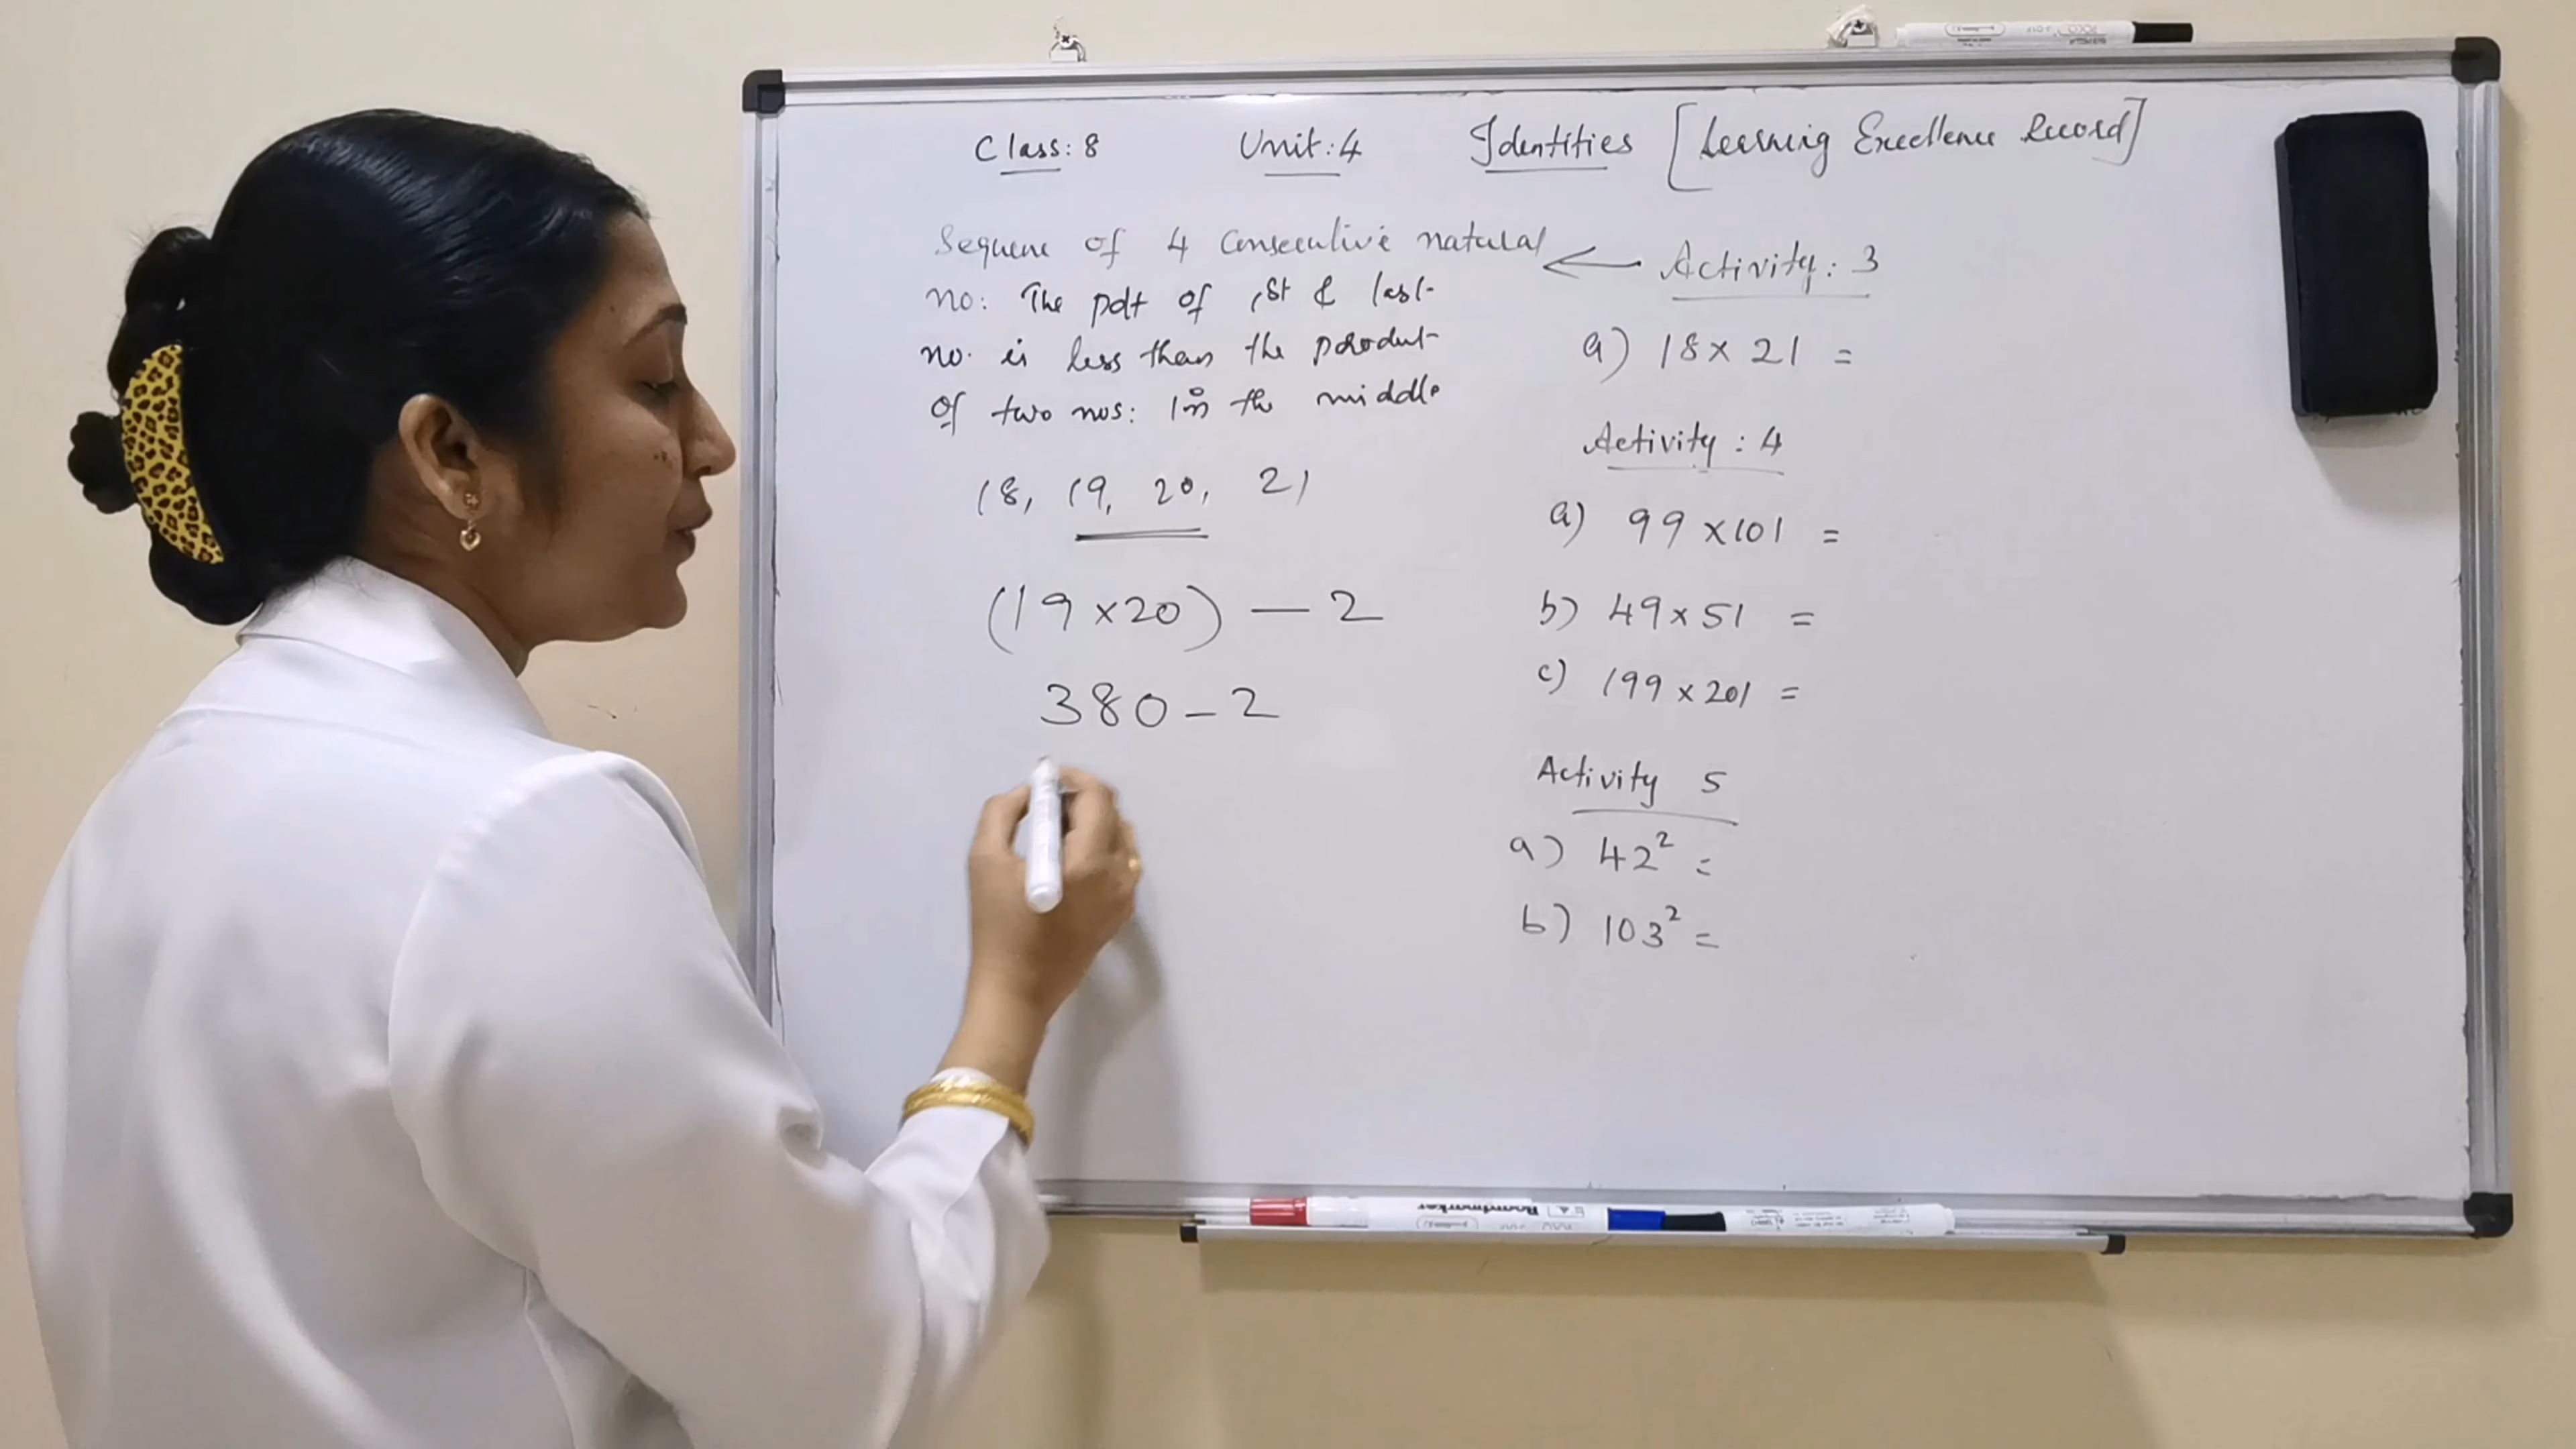 Class: 8 Unit: 4 Identities [Learning Excellence Record]
Sequene of 4 Consecutive natural
no: The pdt of 1st & last
no. is less than the product
of two nos: in the middle
18, 19, 20, 21
(19 × 20) — 2
380 - 2
← Activity: 3
a) 18 × 21 =
Activity: 4
a) 99 × 101 =
b) 49 × 51 =
c) 199 × 201 =
Activity 5
a) 42² =
b) 103² =
Boardmarker